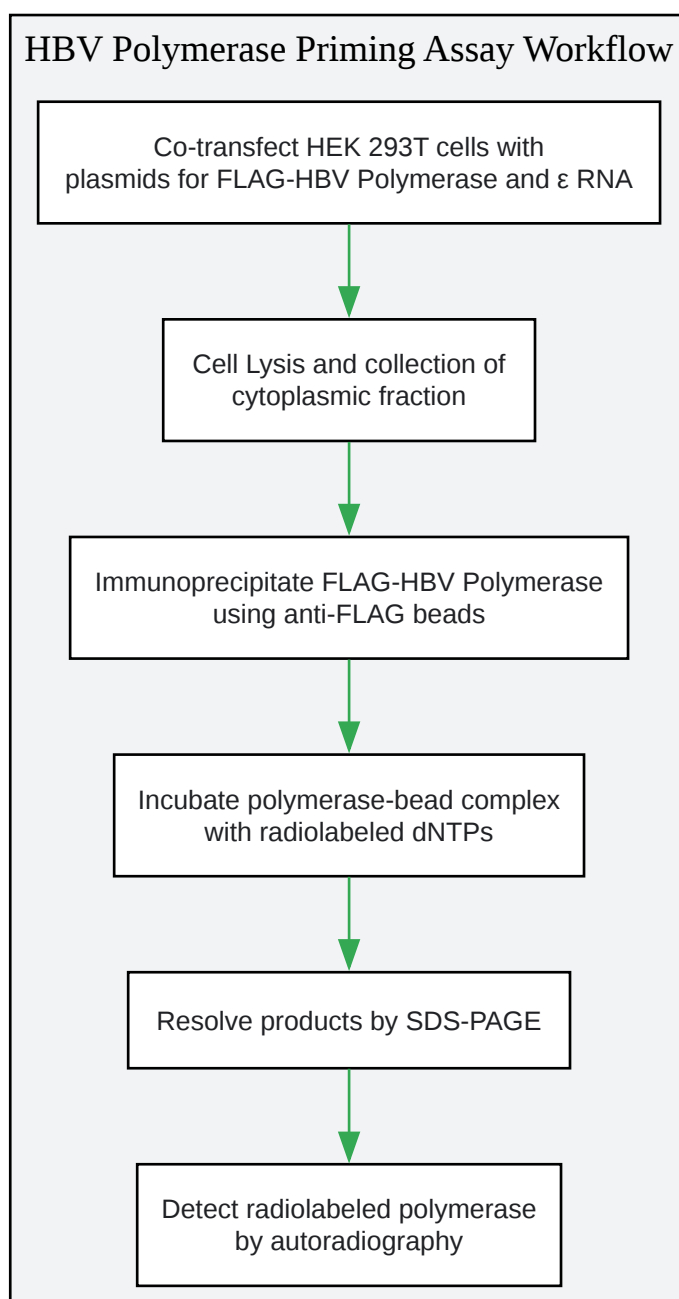 HBV Polymerase Priming Assay Workflow
Co-transfect HEK 293T cells with
plasmids for FLAG-HBV Polymerase and ε RNA
Cell Lysis and collection of
cytoplasmic fraction
Immunoprecipitate FLAG-HBV Polymerase
using anti-FLAG beads
Incubate polymerase-bead complex
with radiolabeled dNTPs
Resolve products by SDS-PAGE
Detect radiolabeled polymerase
by autoradiography